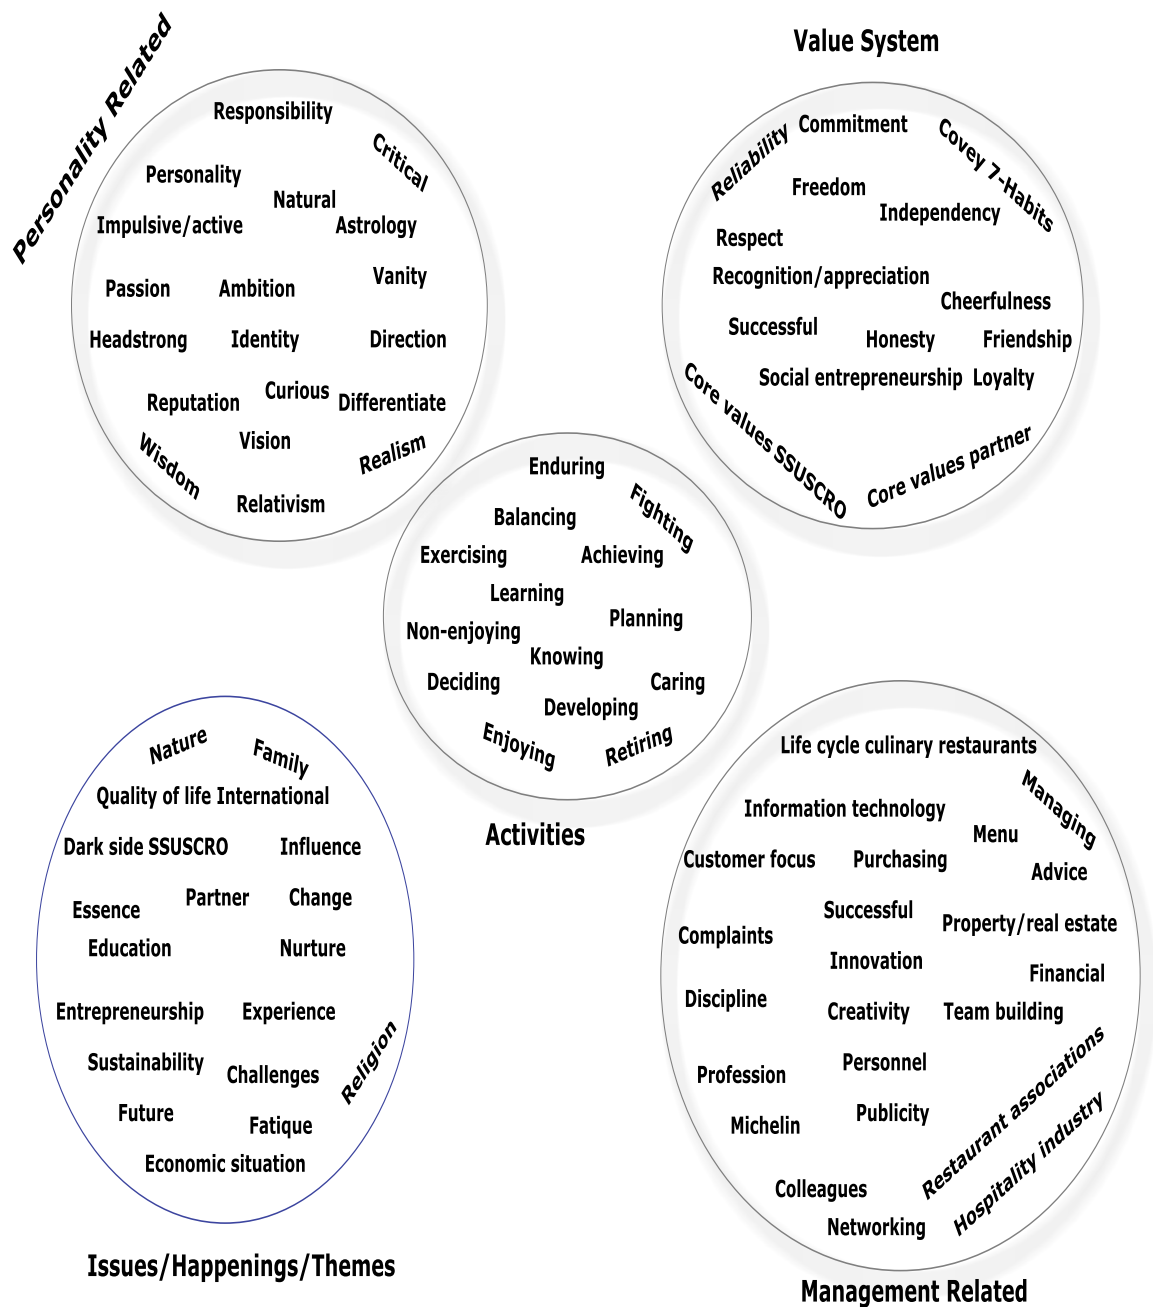 Personality Related
Responsibility
Critical
Personality
Natural
Impulsive/active
Astrology
Vanity
Passion
Ambition
Headstrong
Identity
Direction
Curious
Reputation
Differentiate
Vision
Realism
Wisdom
Relativism
Value System
Commitment
Reliability
Covey 7-Habits
Freedom
Independency
Respect
Recognition/appreciation
Cheerfulness
Successful
Honesty
Friendship
Social entrepreneurship
Loyalty
Core values SSUSCRO
Core values partner
Enduring
Fighting
Balancing
Exercising
Achieving
Learning
Planning
Non-enjoying
Knowing
Deciding
Caring
Developing
Enjoying
Retiring
Activities
Nature
Family
Quality of life International
Dark side SSUSCRO
Influence
Partner
Change
Essence
Education
Nurture
Entrepreneurship
Experience
Religion
Sustainability
Challenges
Future
Fatique
Economic situation
Issues/Happenings/Themes
Life cycle culinary restaurants
Managing
Information technology
Menu
Customer focus
Purchasing
Advice
Successful
Property/real estate
Complaints
Innovation
Financial
Discipline
Creativity
Team building
Personnel
Profession
Publicity
Michelin
Restaurant associations
Hospitality industry
Colleagues
Networking
Management Related